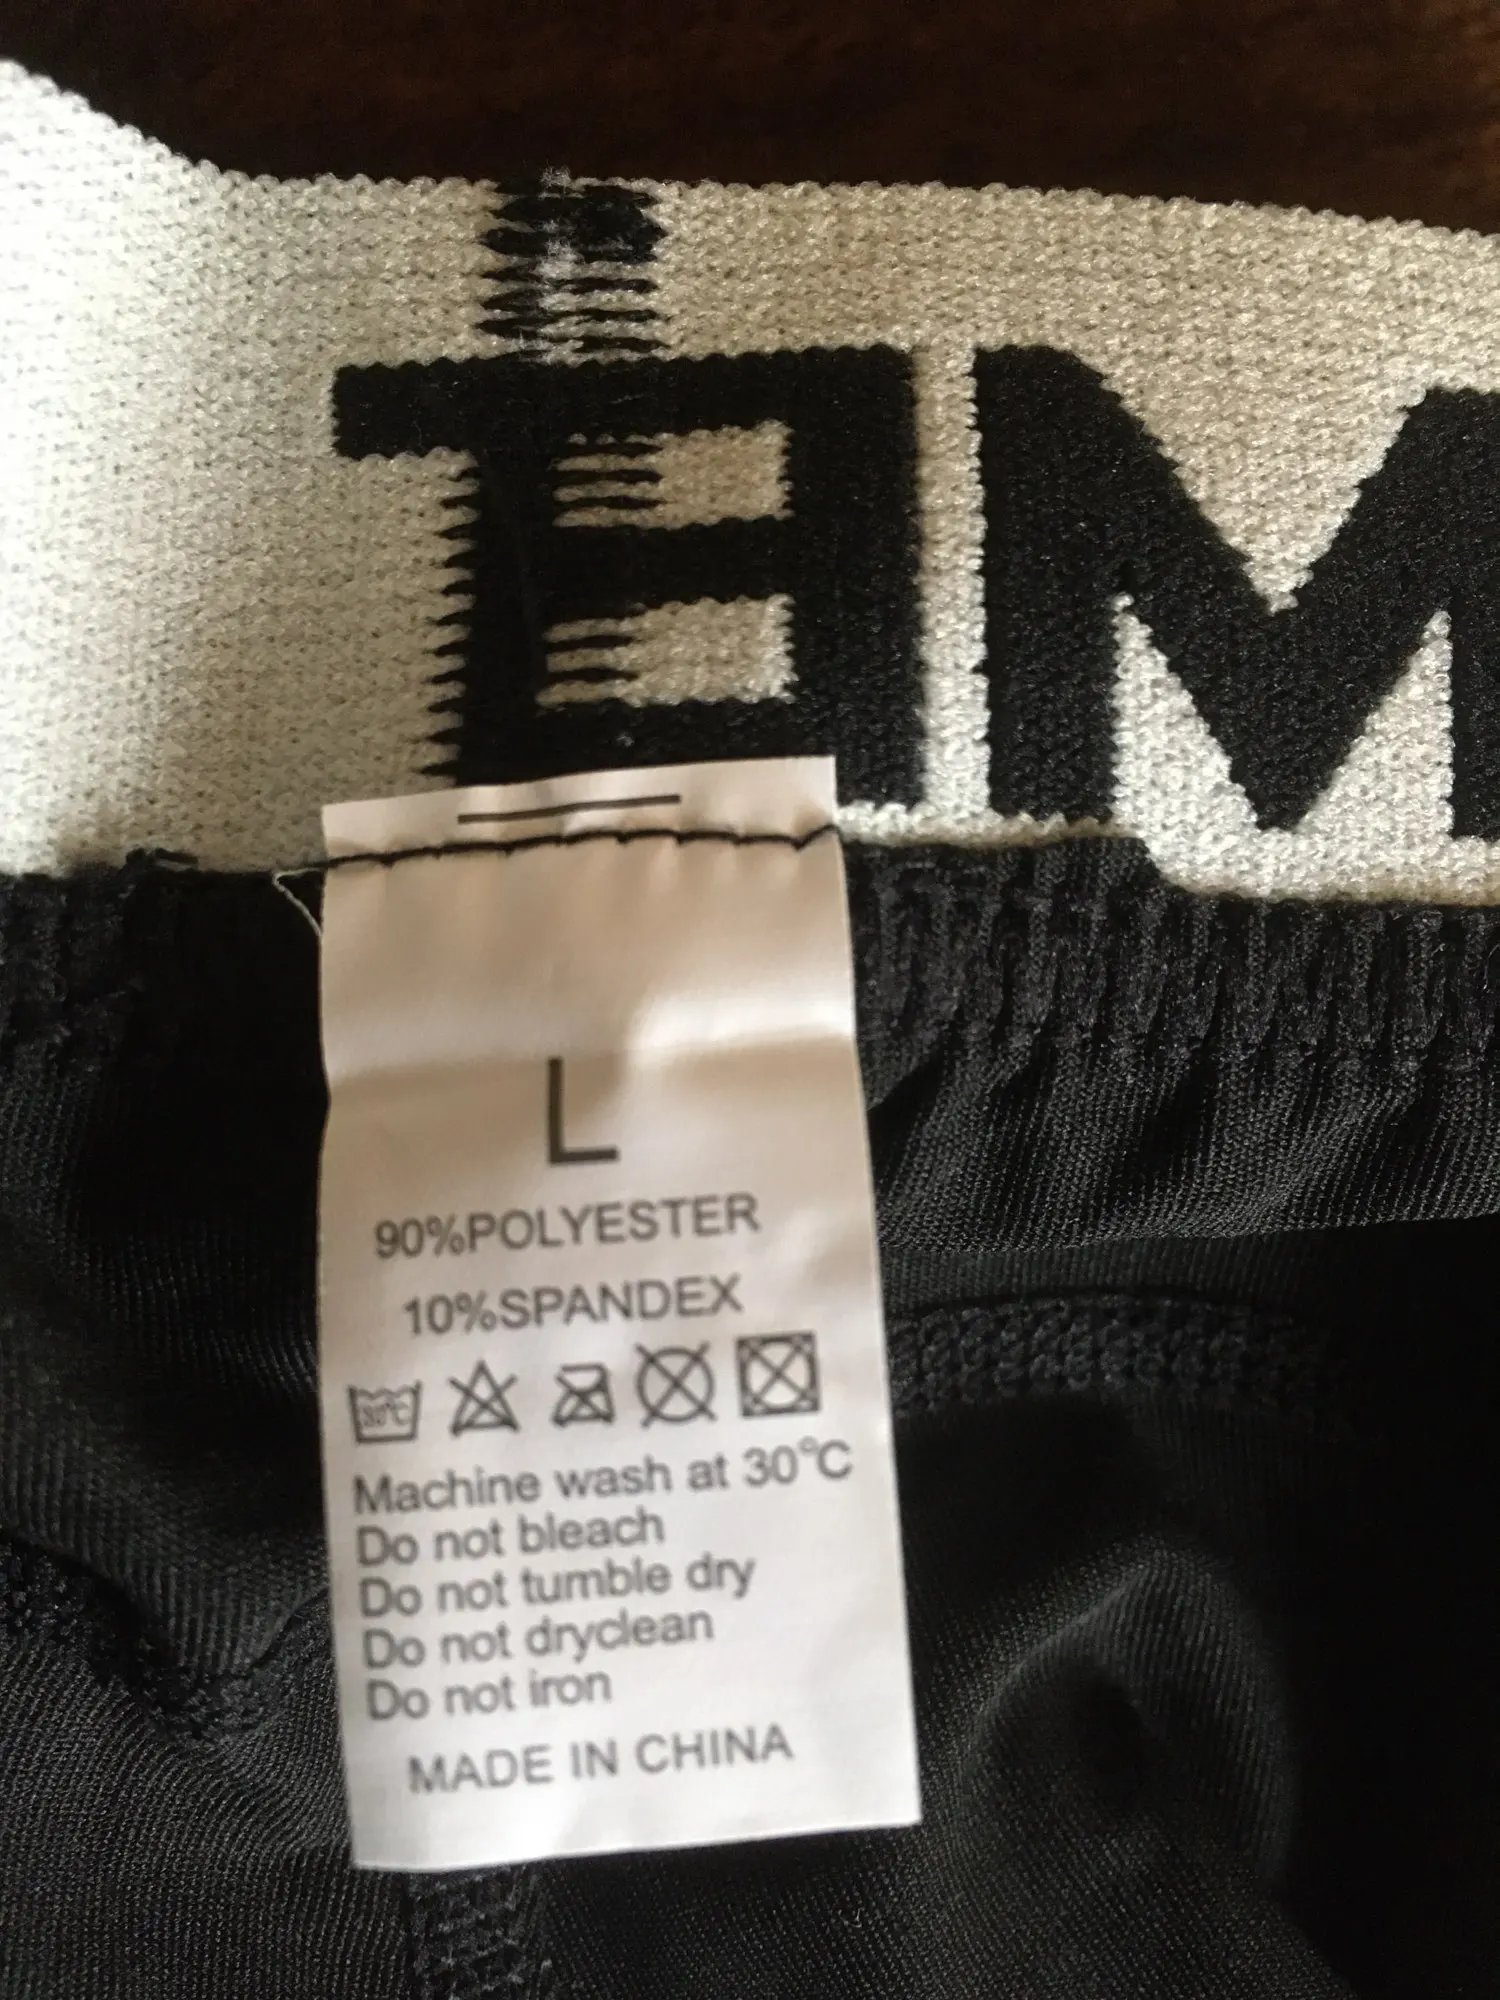 L
90%POLYESTER
10%SPANDEX
30°C
Machine wash at 30°C
Do not bleach
Do not tumble dry
Do not dryclean
Do not iron
MADE IN CHINA